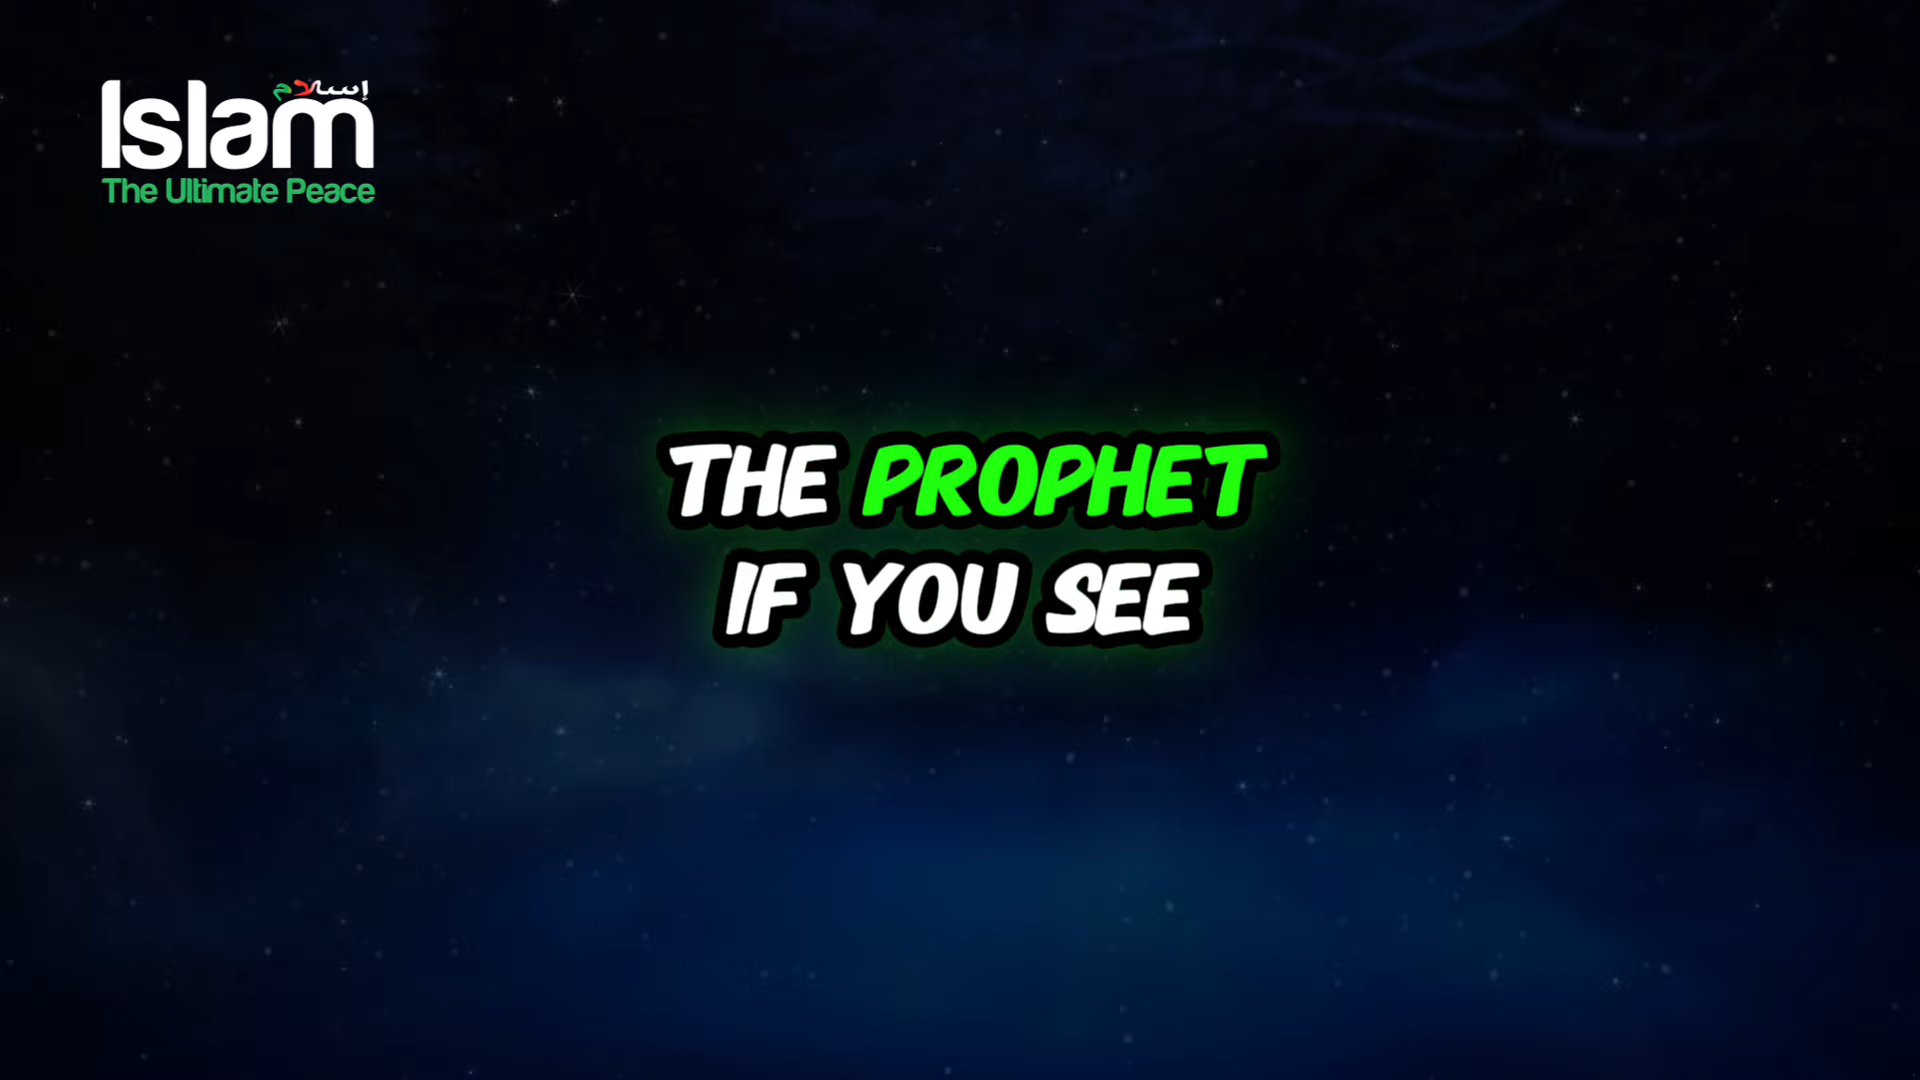 إسلام
Islam
The Ultimate Peace
THE PROPHET
IF YOU SEE